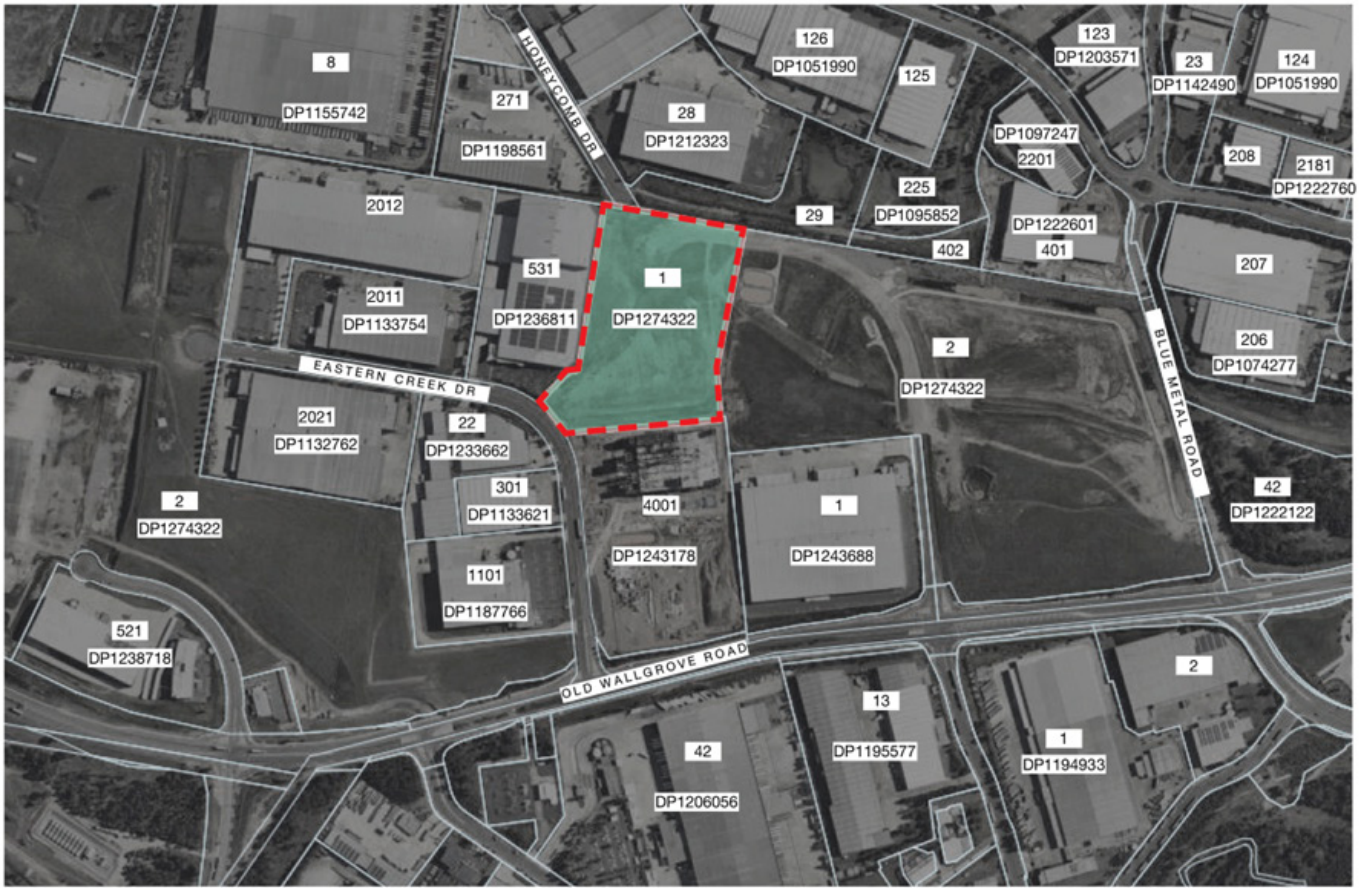 8
DP1155742
HONEYCOMB DR
271
DP1198561
28
DP1212323
126
DP1051990
125
123
DP1203571
23
DP1142490
124
DP1051990
DP1097247
2201
208
2181
DP1222760
225
DP1095852
29
402
DP1222601
401
207
206
DP1074277
2012
2011
DP1133754
531
DP1236811
1
DP1274322
2
DP1274322
BLUE METAL ROAD
EASTERN CREEK DR
2021
DP1132762
22
DP1233662
301
DP1133621
4001
DP1243178
1
DP1243688
42
DP1222122
2
DP1274322
1101
DP1187766
521
DP1238718
OLD WALLGROVE ROAD
42
DP1206056
13
DP1195577
1
DP1194933
2